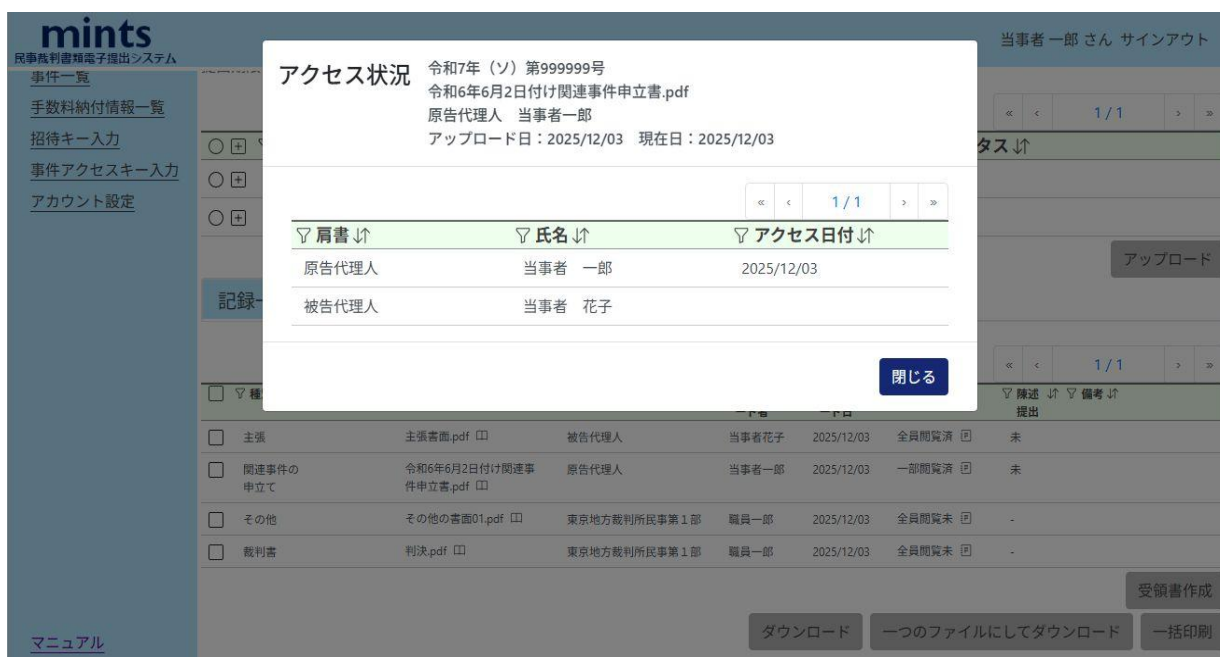 mints
民事裁判書類電子提出システム
当事者 一郎 さん サインアウト
事件一覧
手数料納付情報一覧
招待キー入力
事件アクセスキー入力
アカウント設定
マニュアル
« ‹ 1 / 1 › »
タス
アップロード
アクセス状況
令和7年（ソ）第999999号
令和6年6月2日付け関連事件申立書.pdf
原告代理人 当事者一郎
アップロード日：2025/12/03 現在日：2025/12/03
« ‹ 1 / 1 › »
肩書 氏名 アクセス日付
原告代理人 当事者 一郎 2025/12/03
被告代理人 当事者 花子
閉じる
記録
« ‹ 1 / 1 › »
種 陳述 備考
提出
主張 主張書面.pdf 被告代理人 当事者花子 2025/12/03 全員閲覧済 未
関連事件の 令和6年6月2日付け関連事 原告代理人 当事者一郎 2025/12/03 一部閲覧済 未
申立て 件申立書.pdf
その他 その他の書面01.pdf 東京地方裁判所民事第１部 職員一郎 2025/12/03 全員閲覧未 -
裁判書 判決.pdf 東京地方裁判所民事第１部 職員一郎 2025/12/03 全員閲覧未 -
受領書作成
ダウンロード 一つのファイルにしてダウンロード 一括印刷